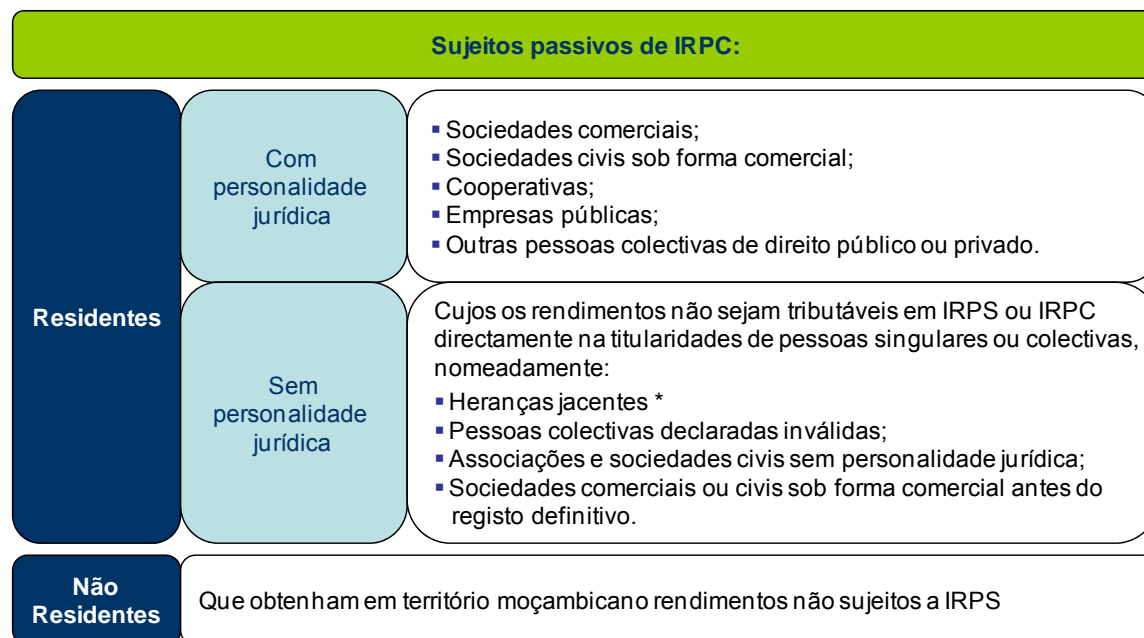 Sujeitos passivos de IRPC:
Residentes
Com
personalidade
jurídica
▪ Sociedades comerciais;
▪ Sociedades civis sob forma comercial;
▪ Cooperativas;
▪ Empresas públicas;
▪ Outras pessoas colectivas de direito público ou privado.
Sem
personalidade
jurídica
Cujos os rendimentos não sejam tributáveis em IRPS ou IRPC
directamente na titularidades de pessoas singulares ou colectivas,
nomeadamente:
▪ Heranças jacentes *
▪ Pessoas colectivas declaradas inválidas;
▪ Associações e sociedades civis sem personalidade jurídica;
▪ Sociedades comerciais ou civis sob forma comercial antes do
registo definitivo.
Não
Residentes
Que obtenham em território moçambicano rendimentos não sujeitos a IRPS